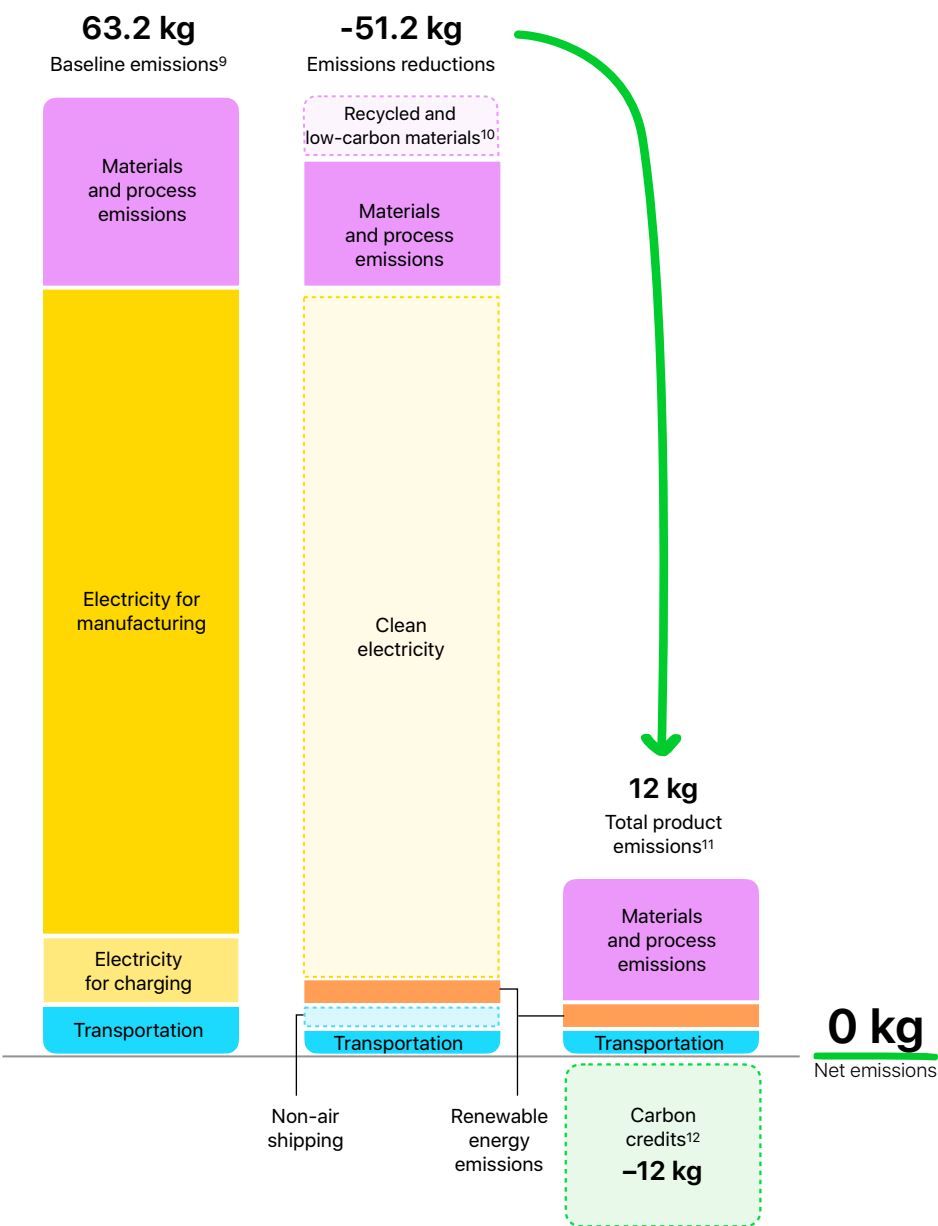 63.2 kg
Baseline emissions⁹
Materials
and process
emissions
Electricity for
manufacturing
Electricity
for charging
Transportation
-51.2 kg
Emissions reductions
Recycled and
low-carbon materials¹⁰
Materials
and process
emissions
Clean
electricity
Transportation
Non-air
shipping
Renewable
energy
emissions
12 kg
Total product
emissions¹¹
Materials
and process
emissions
Transportation
Carbon
credits¹²
–12 kg
0 kg
Net emissions